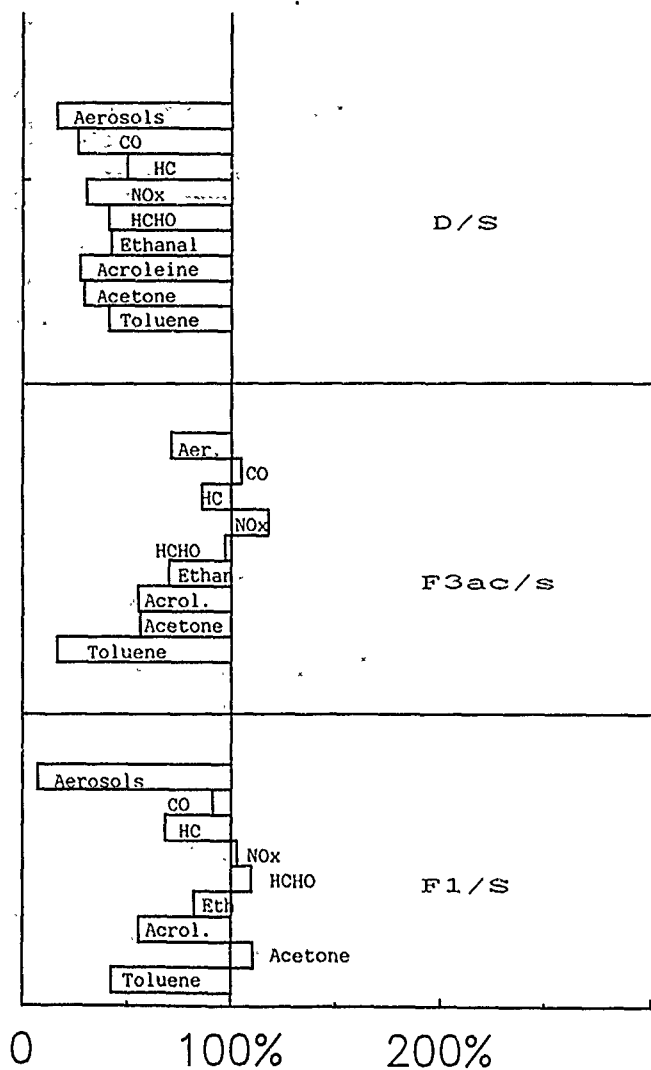 Aerosols
CO
HC
NOx
HCHO
Ethanal
Acroleine
Acetone
Toluene
D/S
Aer.
CO
HC
NOx
HCHO
Ethan
Acrol.
Acetone
Toluene
F3ac/s
Aerosols
CO
HC
NOx
HCHO
Eth
Acrol.
Acetone
Toluene
F1/S
0 100% 200%